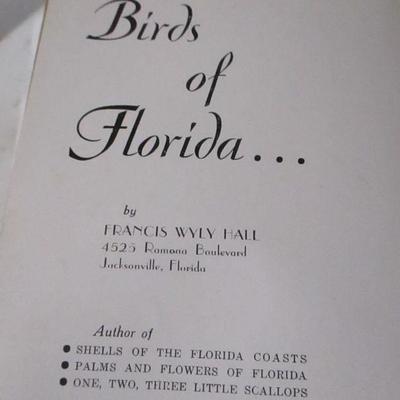 Birds
of
Florida...
by
FRANCIS WYLY HALL
4525 Ramona Boulevard
Jacksonville, Florida
Author of
• SHELLS OF THE FLORIDA COASTS
• PALMS AND FLOWERS OF FLORIDA
• ONE, TWO, THREE LITTLE SCALLOPS